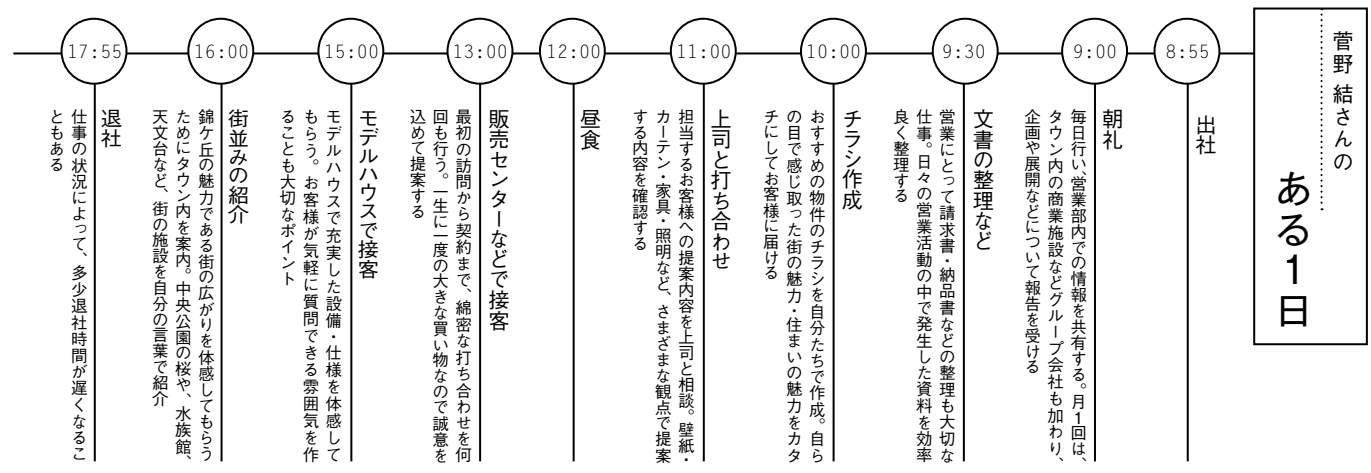 菅野 結さんの
ある1日
8:55
出社
9:00
朝礼
毎日行い、営業部内での情報を共有する。月1回は、
タウン内の商業施設などグループ会社も加わり、
企画や展開などについて報告を受ける
9:30
文書の整理など
営業にとって請求書・納品書などの整理も大切な
仕事。日々の営業活動の中で発生した資料を効率
良く整理する
10:00
チラシ作成
おすすめの物件のチラシを自分たちで作成。自ら
の目で感じ取った街の魅力・住まいの魅力をカタ
チにしてお客様に届ける
11:00
上司と打ち合わせ
担当するお客様への提案内容を上司と相談。壁紙・
カーテン・家具・照明など、さまざまな観点で提案
する内容を確認する
12:00
昼食
13:00
販売センターなどで接客
最初の訪問から契約まで、綿密な打ち合わせを何
回も行う。一生に一度の大きな買い物なので誠意を
込めて提案する
15:00
モデルハウスで接客
モデルハウスで充実した設備・仕様を体感して
もらう。お客様が気軽に質問できる雰囲気を作
ることも大切なポイント
16:00
街並みの紹介
錦ケ丘の魅力である街の広がりを体感してもらう
ためにタウン内を案内。中央公園の桜や、水族館、
天文台など、街の施設を自分の言葉で紹介
17:55
退社
仕事の状況によって、多少退社時間が遅くなるこ
ともある